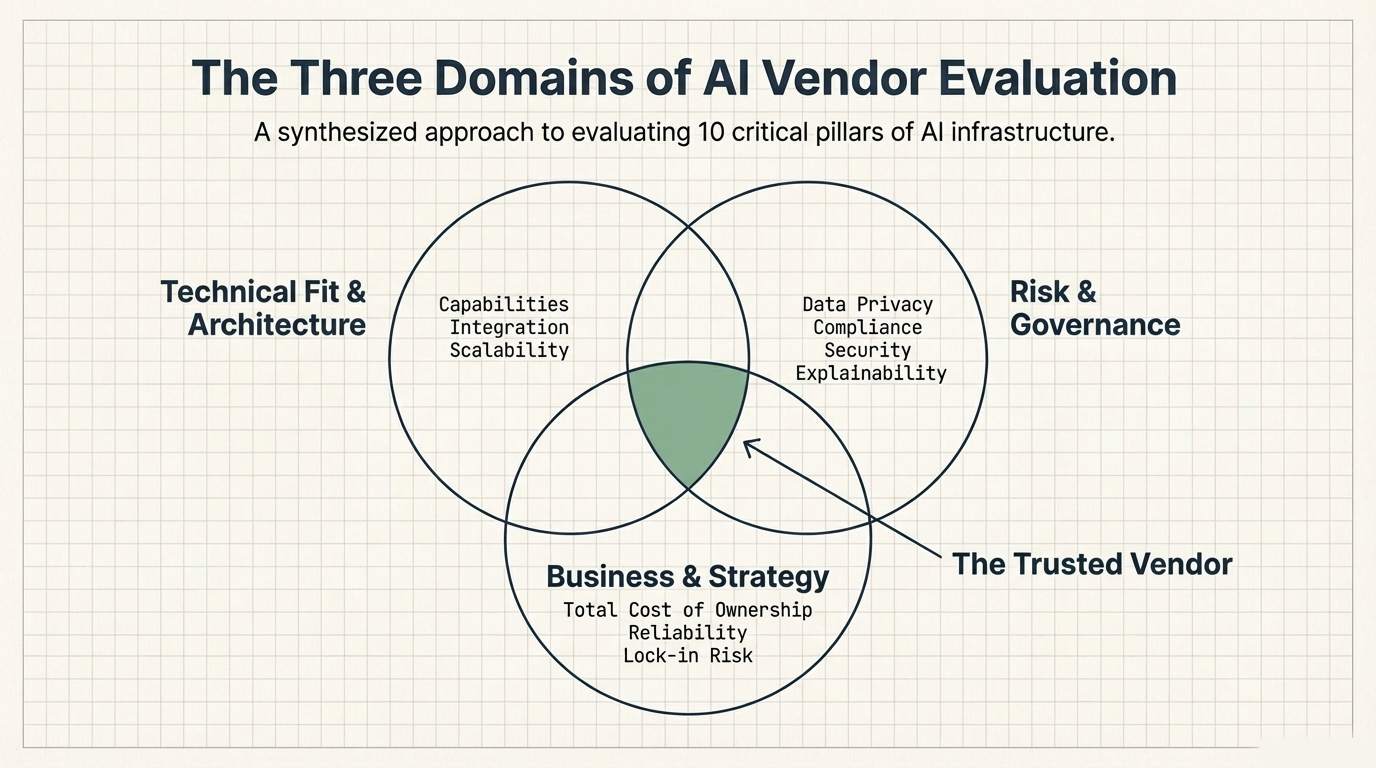 The Three Domains of AI Vendor Evaluation
A synthesized approach to evaluating 10 critical pillars of AI infrastructure.
Technical Fit &
Architecture
Capabilities
Integration
Scalability
Data Privacy
Compliance
Security
Explainability
Risk &
Governance
Business & Strategy
Total Cost of Ownership
Reliability
Lock-in Risk
The Trusted Vendor